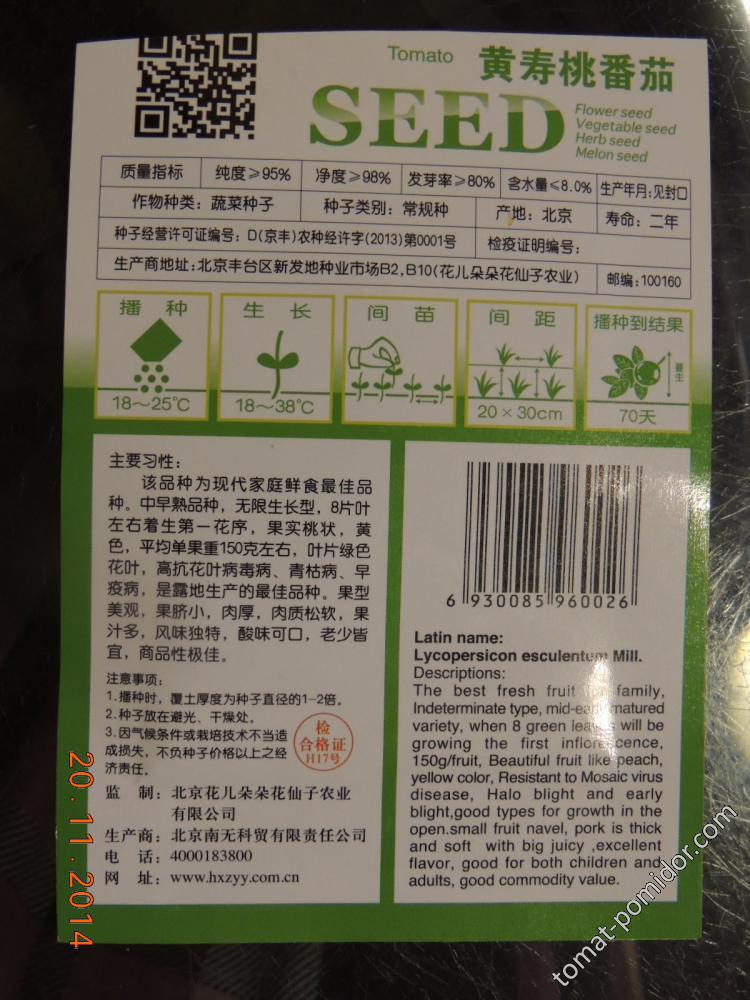 Tomato 黄寿桃番茄
SEED
Flower seed
Vegetable seed
Herb seed
Melon seed
质量指标 纯度≥95% 净度≥98% 发芽率≥80% 含水量≤8.0% 生产年月:见封口
作物种类：蔬菜种子 种子类别：常规种 产地：北京 寿命：二年
种子经营许可证编号：D(京丰)农种经许字(2013)第0001号 检疫证明编号：
生产商地址：北京丰台区新发地种业市场B2,B10(花儿朵朵花仙子农业) 邮编：100160
播种 生长 间苗 间距 播种到结果
18～25℃ 18～38℃ 20×30cm 70天
主要习性：
该品种为现代家庭鲜食最佳品
种。中早熟品种，无限生长型，8片叶
左右着生第一花序，果实桃状，黄
色，平均单果重150克左右，叶片绿色
花叶，高抗花叶病毒病、青枯病、早
疫病，是露地生产的最佳品种。果型
美观，果脐小，肉厚，肉质松软，果
汁多，风味独特，酸味可口，老少皆
宜，商品性极佳。
注意事项：
1.播种时，覆土厚度为种子直径的1-2倍。
2.种子放在避光、干燥处。
3.因气候条件或栽培技术不当造
成损失，不负种子价格以上之经
济责任。
检
合格证
H17号
监 制：北京花儿朵朵花仙子农业
有限公司
生产商：北京南无科贸有限责任公司
电 话：4000183800
网 址：www.hxzyy.com.cn
6 930085 960026
Latin name:
Lycopersicon esculentum Mill.
Descriptions:
The best fresh fruit for family,
Indeterminate type, mid-early matured
variety, when 8 green leaves will be
growing the first inflorescence,
150g/fruit, Beautiful fruit like peach,
yellow color, Resistant to Mosaic virus
disease, Halo blight and early
blight,good types for growth in the
open.small fruit navel, pork is thick
and soft with big juicy ,excellent
flavor, good for both children and
adults, good commodity value.
20.11.2014
tomat-pomidor.com